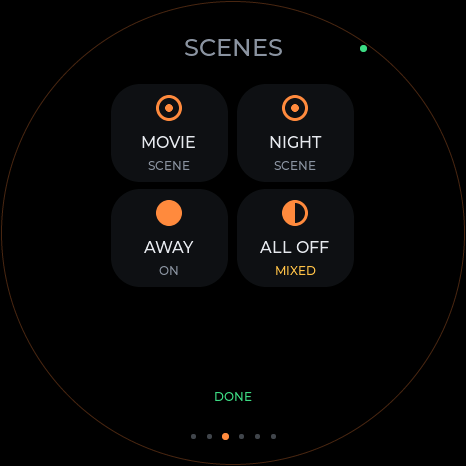 SCENES
MOVIE
SCENE
NIGHT
SCENE
AWAY
ON
ALL OFF
MIXED
DONE